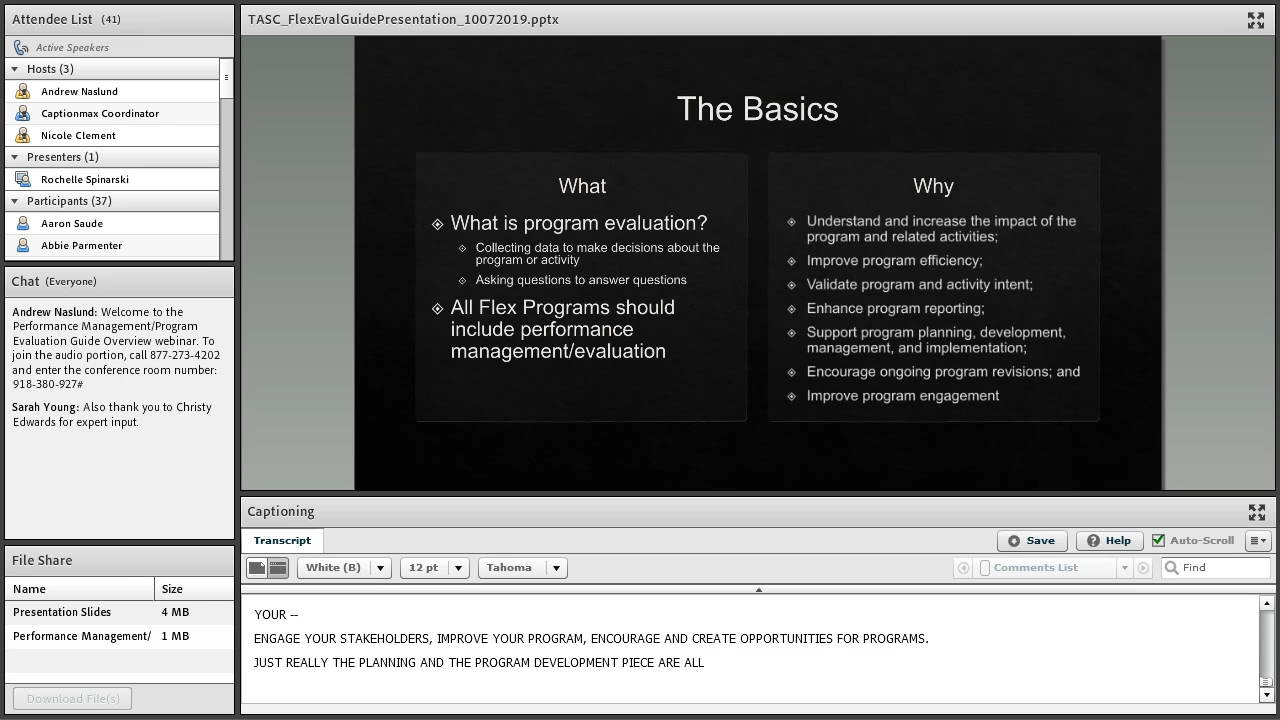 Attendee List (41)
Active Speakers
Hosts (3)
Andrew Naslund
Captionmax Coordinator
Nicole Clement
Presenters (1)
Rochelle Spinarski
Participants (37)
Aaron Saude
Abbie Parmenter
Chat (Everyone)
Andrew Naslund: Welcome to the
Performance Management/Program
Evaluation Guide Overview webinar. To
join the audio portion, call 877-273-4202
and enter the conference room number:
918-380-927#
Sarah Young: Also thank you to Christy
Edwards for expert input.
File Share
Name Size
Presentation Slides 4 MB
Performance Management/ 1 MB
Download File(s)
TASC_FlexEvalGuidePresentation_10072019.pptx
The Basics
What
What is program evaluation?
Collecting data to make decisions about the
program or activity
Asking questions to answer questions
All Flex Programs should
include performance
management/evaluation
Why
Understand and increase the impact of the
program and related activities;
Improve program efficiency;
Validate program and activity intent;
Enhance program reporting;
Support program planning, development,
management, and implementation;
Encourage ongoing program revisions; and
Improve program engagement
Captioning
Transcript Save Help Auto-Scroll
White (B) 12 pt Tahoma Comments List Find
YOUR --
ENGAGE YOUR STAKEHOLDERS, IMPROVE YOUR PROGRAM, ENCOURAGE AND CREATE OPPORTUNITIES FOR PROGRAMS.
JUST REALLY THE PLANNING AND THE PROGRAM DEVELOPMENT PIECE ARE ALL